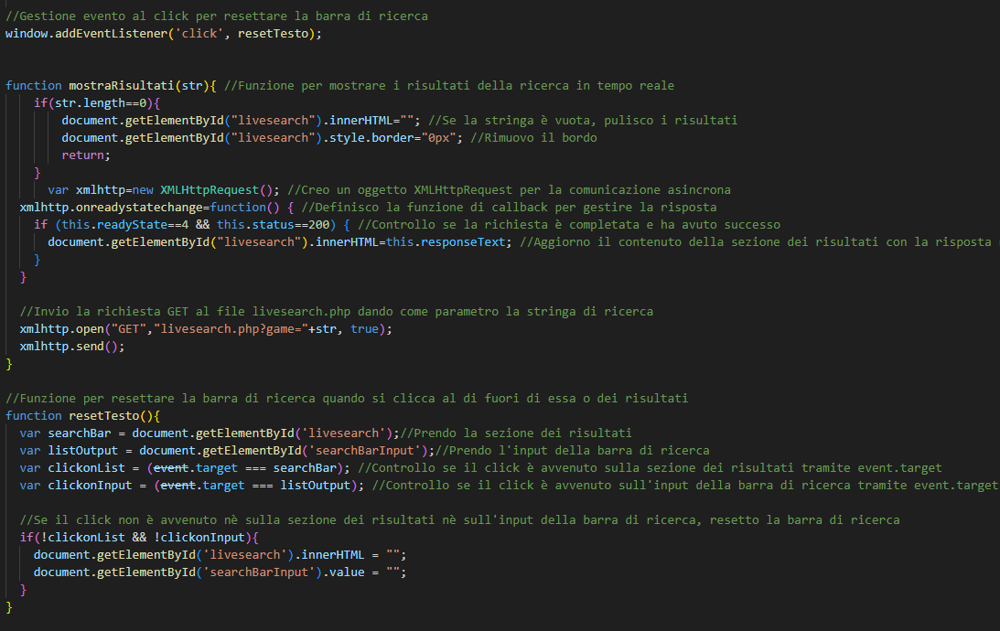 //Gestione evento al click per resettare la barra di ricerca
window.addEventListener('click', resetTesto);
function mostraRisultati(str){ //Funzione per mostrare i risultati della ricerca in tempo reale
if(str.length==0){
document.getElementById("livesearch").innerHTML=""; //Se la stringa è vuota, pulisco i risultati
document.getElementById("livesearch").style.border="0px"; //Rimuovo il bordo
return;
}
var xmlhttp=new XMLHttpRequest(); //Creo un oggetto XMLHttpRequest per la comunicazione asincrona
xmlhttp.onreadystatechange=function() { //Definisco la funzione di callback per gestire la risposta
if (this.readyState==4 && this.status==200) { //Controllo se la richiesta è completata e ha avuto successo
document.getElementById("livesearch").innerHTML=this.responseText; //Aggiorno il contenuto della sezione dei risultati con la risposta
}
}
//Invio la richiesta GET al file livesearch.php dando come parametro la stringa di ricerca
xmlhttp.open("GET","livesearch.php?game="+str, true);
xmlhttp.send();
}
//Funzione per resettare la barra di ricerca quando si clicca al di fuori di essa o dei risultati
function resetTesto(){
var searchBar = document.getElementById('livesearch');//Prendo la sezione dei risultati
var listOutput = document.getElementById('searchBarInput');//Prendo l'input della barra di ricerca
var clickonList = (event.target === searchBar); //Controllo se il click è avvenuto sulla sezione dei risultati tramite event.target
var clickonInput = (event.target === listOutput); //Controllo se il click è avvenuto sull'input della barra di ricerca tramite event.target
//Se il click non è avvenuto nè sulla sezione dei risultati nè sull'input della barra di ricerca, resetto la barra di ricerca
if(!clickonList && !clickonInput){
document.getElementById('livesearch').innerHTML = "";
document.getElementById('searchBarInput').value = "";
}
}